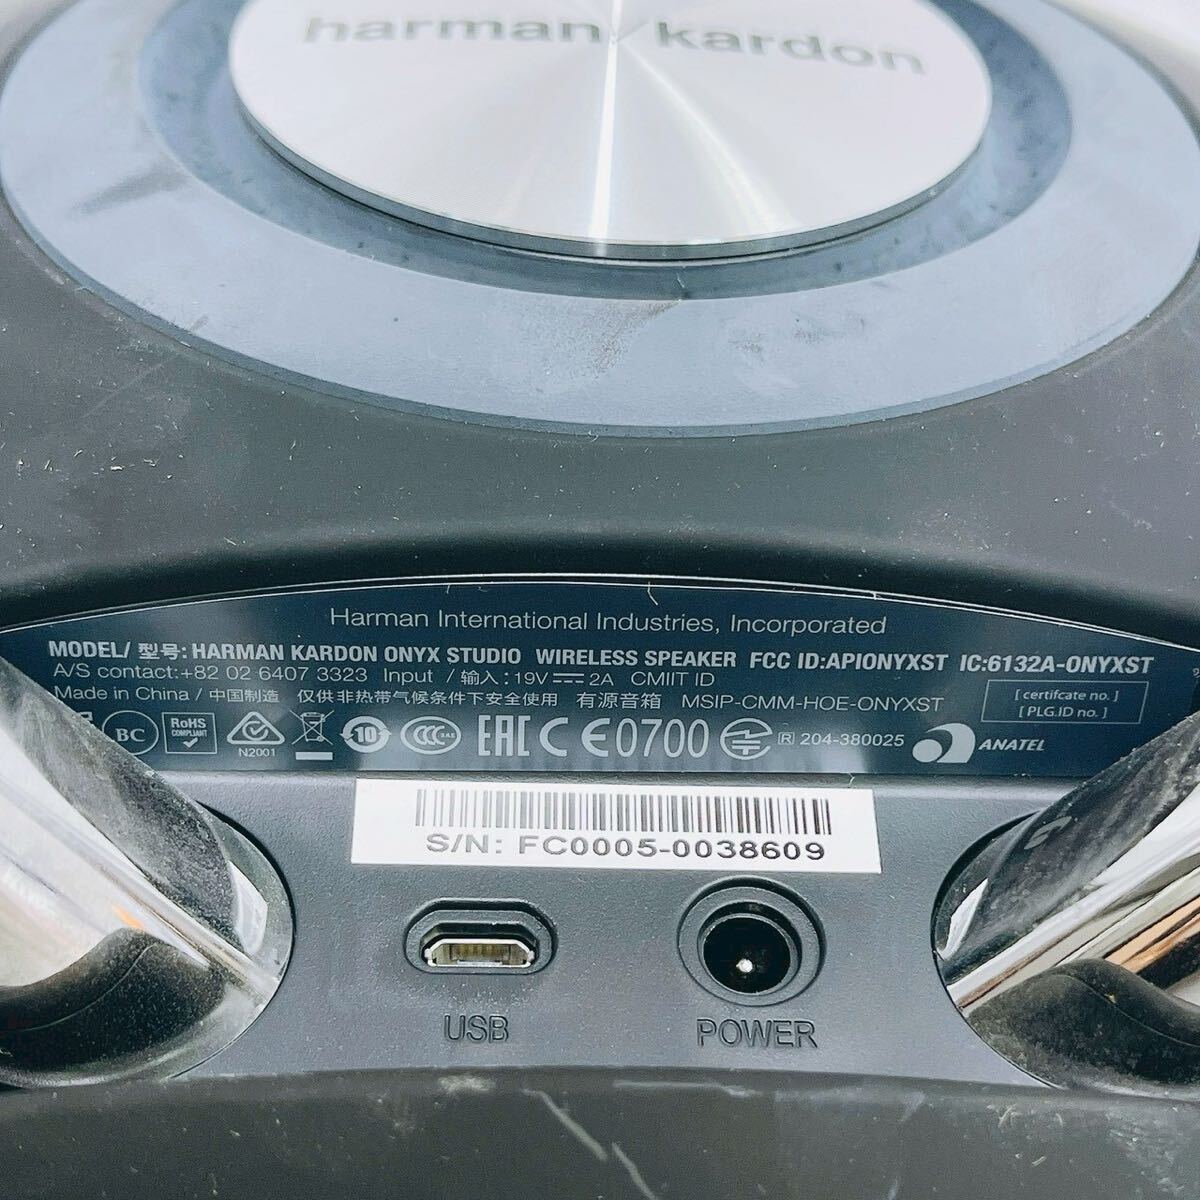 harman / kardon
Harman International Industries, Incorporated
MODEL/ 型号: HARMAN KARDON ONYX STUDIO WIRELESS SPEAKER FCC ID:APIONYXST IC:6132A-ONYXST
A/S contact:+82 02 6407 3323 Input / 输入: 19V ⎓ 2A CMIIT ID
Made in China / 中国制造 仅供非热带气候条件下安全使用 有源音箱 MSIP-CMM-HOE-ONYXST
[ certifcate no. ]
[ PLG.ID no. ]
BC RoHS COMPLIANT N2001 10 CCC S&E EAC CE0700 R 204-380025 ANATEL
S/N: FC0005-0038609
USB POWER